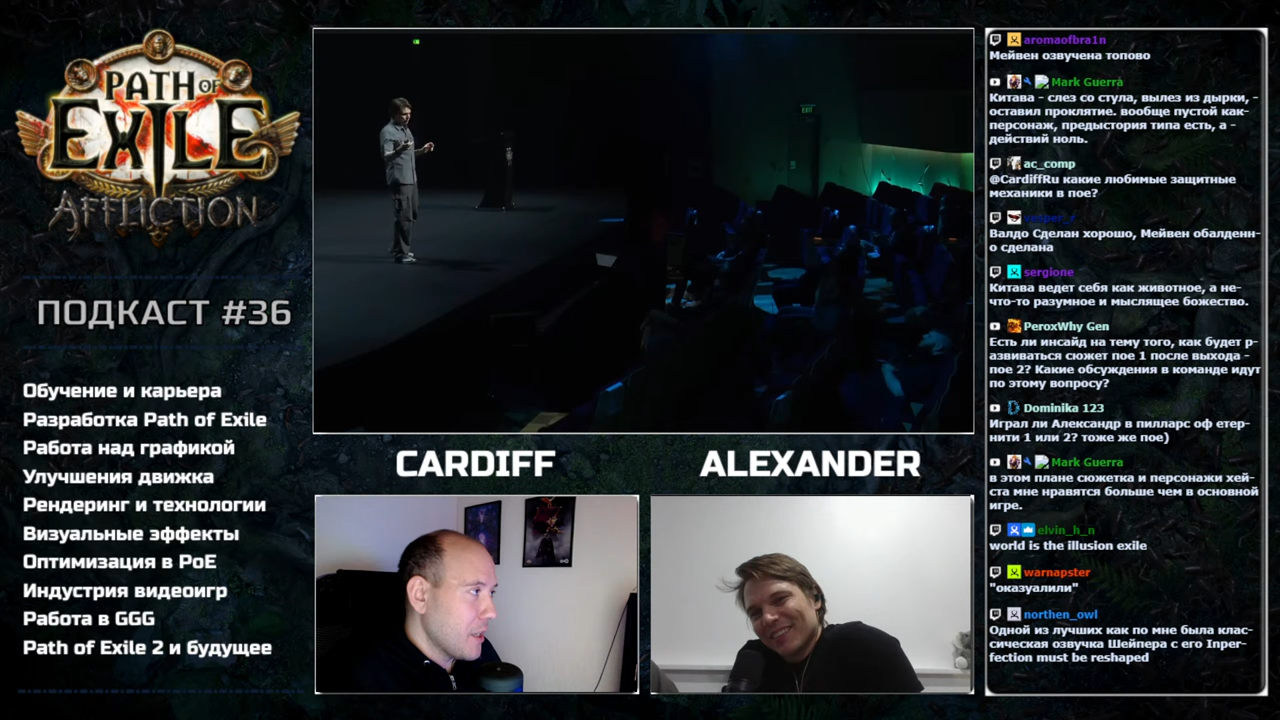 PATH OF
EXILE
AFFLICTION
ПОДКАСТ #36
Обучение и карьера
Разработка Path of Exile
Работа над графикой
Улучшения движка
Рендеринг и технологии
Визуальные эффекты
Оптимизация в PoE
Индустрия видеоигр
Работа в GGG
Path of Exile 2 и будущее
EXIT
CARDIFF
ALEXANDER
aromaofbra1n
Мейвен озвучена топово
Mark Guerra
Китава - слез со стула, вылез из дырки, -
оставил проклятие. вообще пустой как-
персонаж, предыстория типа есть, а -
действий ноль.
ac_comp
@CardiffRu какие любимые защитные
механики в пое?
Валдо Сделан хорошо, Мейвен обалденн-
о сделана
sergione
Китава ведет себя как животное, а не-
что-то разумное и мыслящее божество.
PeroxWhy Gen
Есть ли инсайд на тему того, как будет р-
азвиваться сюжет пое 1 после выхода -
пое 2? Какие обсуждения в команде идут
по этому вопросу?
Dominika 123
Играл ли Александр в пилларс оф етер-
нити 1 или 2? тоже же пое)
Mark Guerra
в этом плане сюжетка и персонажи хей-
ста мне нравятся больше чем в основной
игре.
elvin_h_n
world is the illusion exile
warnapster
"оказуалили"
northen_owl
Одной из лучших как по мне была клас-
сическая озвучка Шейпера с его Inper-
fection must be reshaped